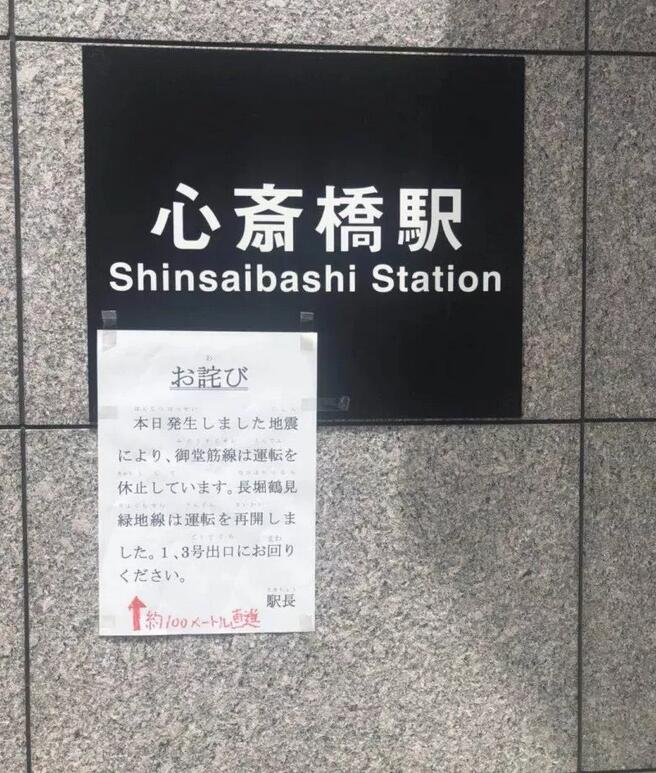 心斎橋駅
Shinsaibashi Station
お詫び
本日発生しました地震
により、御堂筋線は運転を
休止しています。長堀鶴見
緑地線は運転を再開しま
した。1、3号出口にお回り
ください。
駅長
↑約100メートル直進